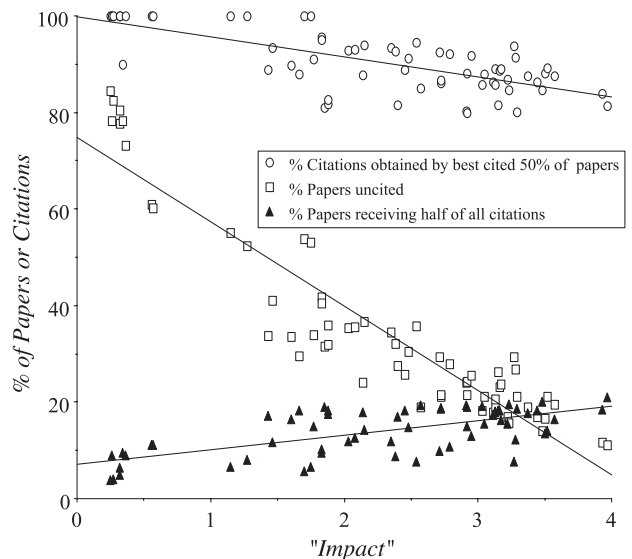 100
80
60
40
20
0
% of Papers or Citations
% Citations obtained by best cited 50% of papers
% Papers uncited
% Papers receiving half of all citations
0 1 2 3 4
"Impact"